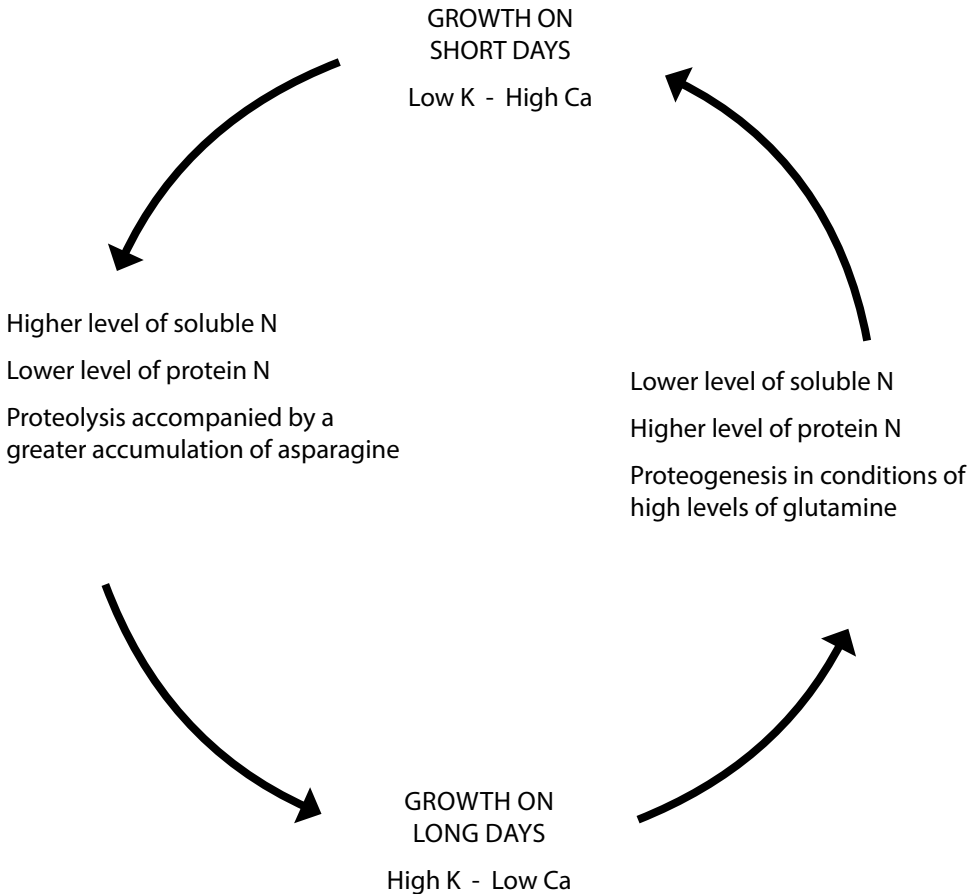 GROWTH ON
SHORT DAYS
Low K - High Ca
Higher level of soluble N
Lower level of protein N
Proteolysis accompanied by a
greater accumulation of asparagine
Lower level of soluble N
Higher level of protein N
Proteogenesis in conditions of
high levels of glutamine
GROWTH ON
LONG DAYS
High K - Low Ca